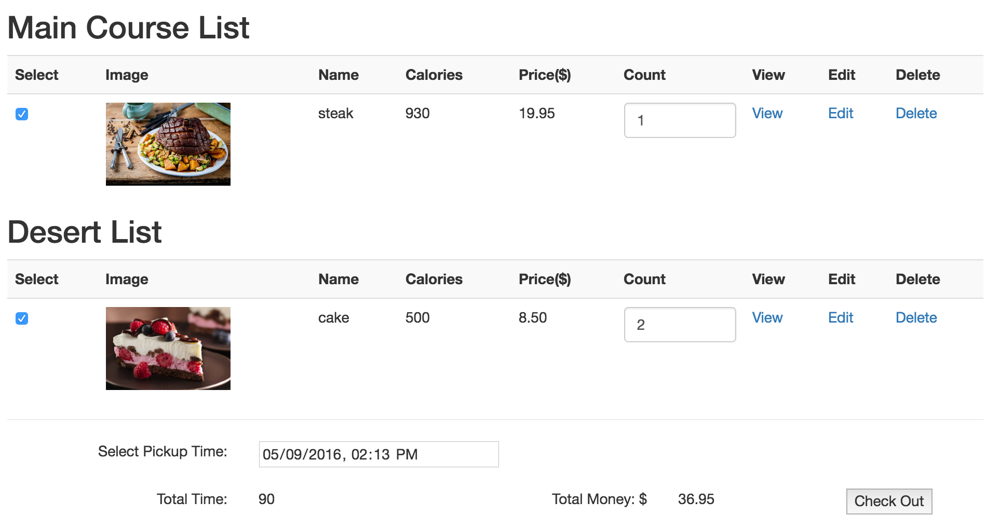 Main Course List
Select Image Name Calories Price($) Count View Edit Delete
steak 930 19.95 1 View Edit Delete
Desert List
Select Image Name Calories Price($) Count View Edit Delete
cake 500 8.50 2 View Edit Delete
Select Pickup Time: 05/09/2016, 02:13 PM
Total Time: 90 Total Money: $ 36.95 Check Out